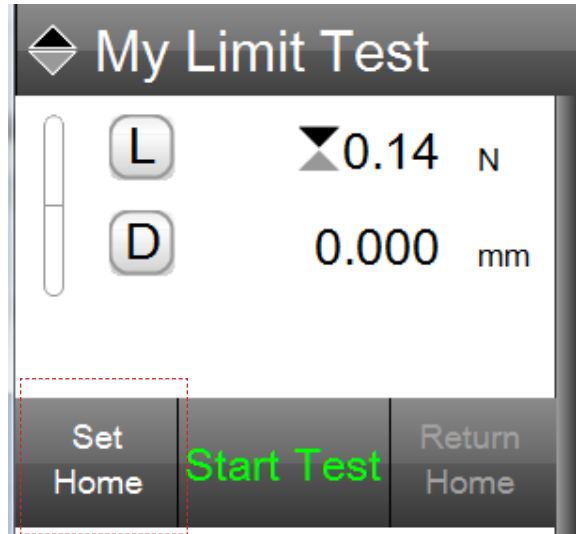 My Limit Test
L 0.14 N
D 0.000 mm
Set Home
Start Test
Return Home